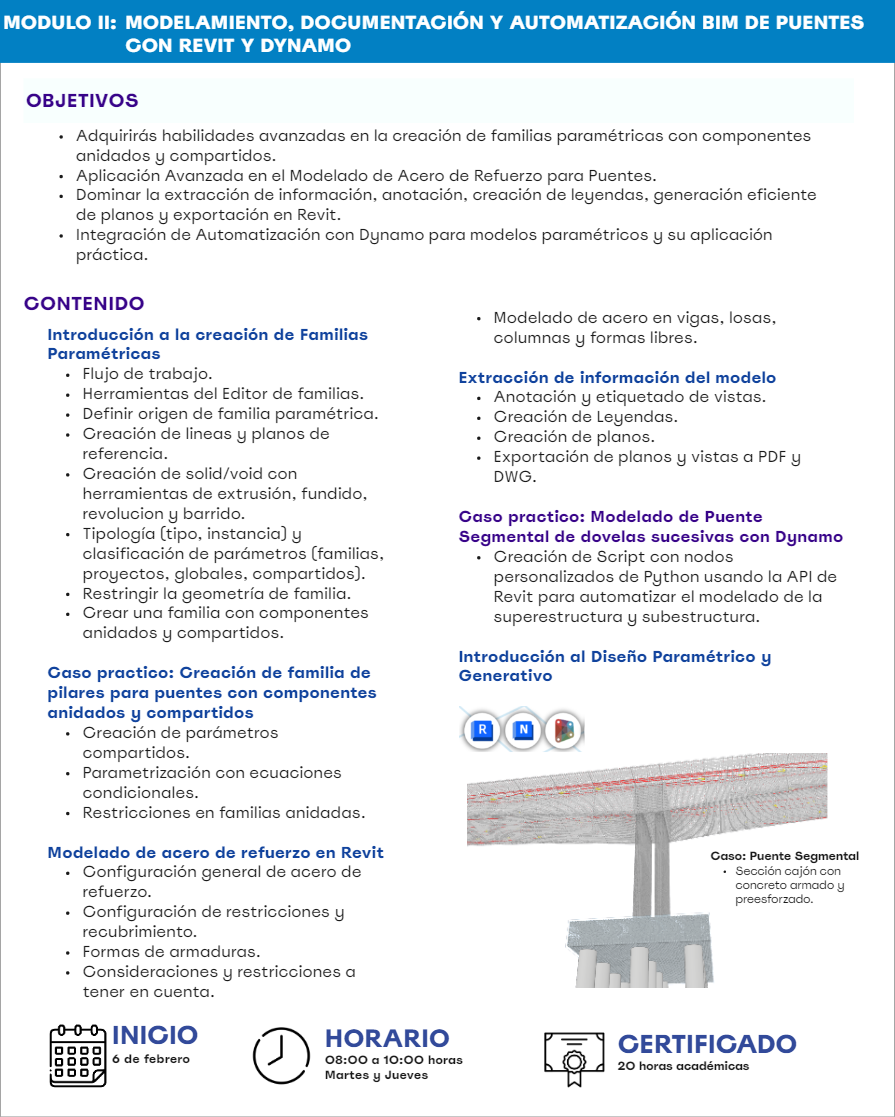 MODULO II: MODELAMIENTO, DOCUMENTACIÓN Y AUTOMATIZACIÓN BIM DE PUENTES
CON REVIT Y DYNAMO
OBJETIVOS
• Adquirirás habilidades avanzadas en la creación de familias paramétricas con componentes
anidados y compartidos.
• Aplicación Avanzada en el Modelado de Acero de Refuerzo para Puentes.
• Dominar la extracción de información, anotación, creación de leyendas, generación eficiente
de planos y exportación en Revit.
• Integración de Automatización con Dynamo para modelos paramétricos y su aplicación
práctica.
CONTENIDO
Introducción a la creación de Familias
Paramétricas
• Flujo de trabajo.
• Herramientas del Editor de familias.
• Definir origen de familia paramétrica.
• Creación de lineas y planos de
referencia.
• Creación de solid/void con
herramientas de extrusión, fundido,
revolucion y barrido.
• Tipología (tipo, instancia) y
clasificación de parámetros (familias,
proyectos, globales, compartidos).
• Restringir la geometría de familia.
• Crear una familia con componentes
anidados y compartidos.
Caso practico: Creación de familia de
pilares para puentes con componentes
anidados y compartidos
• Creación de parámetros
compartidos.
• Parametrización con ecuaciones
condicionales.
• Restricciones en familias anidadas.
Modelado de acero de refuerzo en Revit
• Configuración general de acero de
refuerzo.
• Configuración de restricciones y
recubrimiento.
• Formas de armaduras.
• Consideraciones y restricciones a
tener en cuenta.
• Modelado de acero en vigas, losas,
columnas y formas libres.
Extracción de información del modelo
• Anotación y etiquetado de vistas.
• Creación de Leyendas.
• Creación de planos.
• Exportación de planos y vistas a PDF y
DWG.
Caso practico: Modelado de Puente
Segmental de dovelas sucesivas con Dynamo
• Creación de Script con nodos
personalizados de Python usando la API de
Revit para automatizar el modelado de la
superestructura y subestructura.
Introducción al Diseño Paramétrico y
Generativo
R N
Caso: Puente Segmental
• Sección cajón con
concreto armado y
preesforzado.
INICIO
6 de febrero
HORARIO
08:00 a 10:00 horas
Martes y Jueves
CERTIFICADO
20 horas académicas